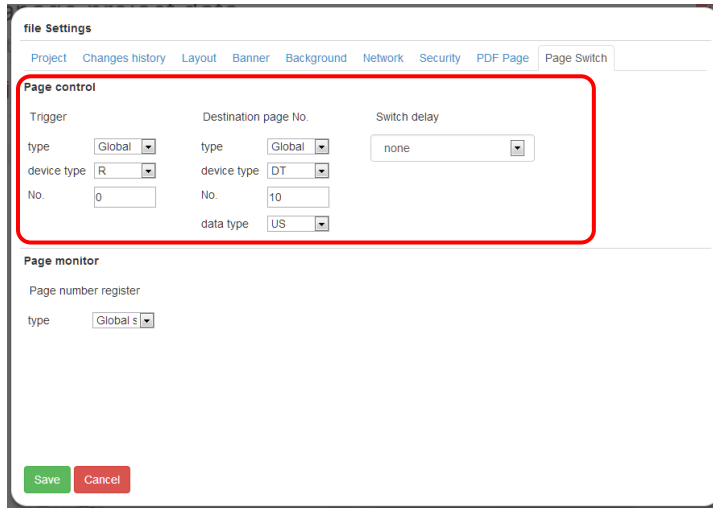 file Settings
Project Changes history Layout Banner Background Network Security PDF Page Page Switch
Page control
Trigger Destination page No. Switch delay
type Global type Global none
device type R device type DT
No. 0 No. 10
data type US
Page monitor
Page number register
type Global s
Save Cancel